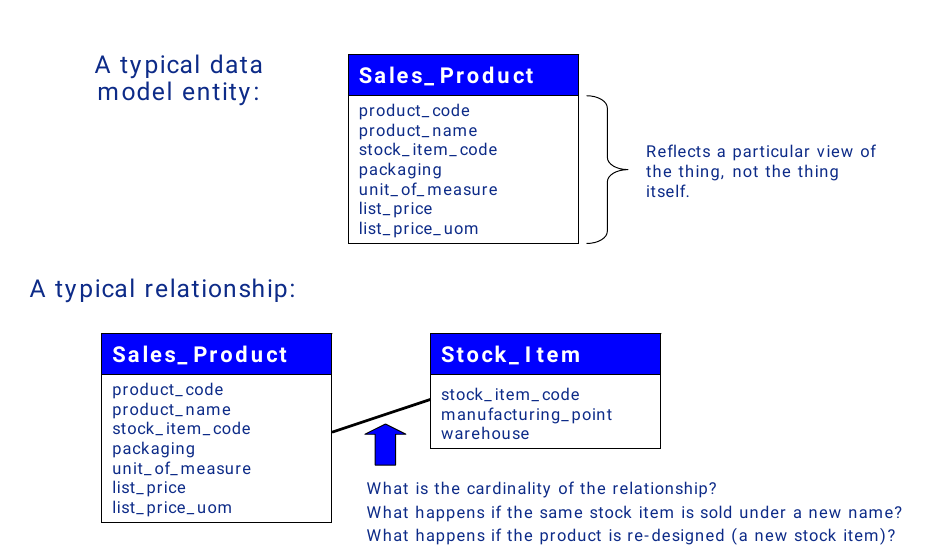 A typical data
model entity:
Sales_Product
product_code
product_name
stock_item_code
packaging
unit_of_measure
list_price
list_price_uom
Reflects a particular view of
the thing, not the thing
itself.
A typical relationship:
Sales_Product
product_code
product_name
stock_item_code
packaging
unit_of_measure
list_price
list_price_uom
Stock_Item
stock_item_code
manufacturing_point
warehouse
What is the cardinality of the relationship?
What happens if the same stock item is sold under a new name?
What happens if the product is re-designed (a new stock item)?